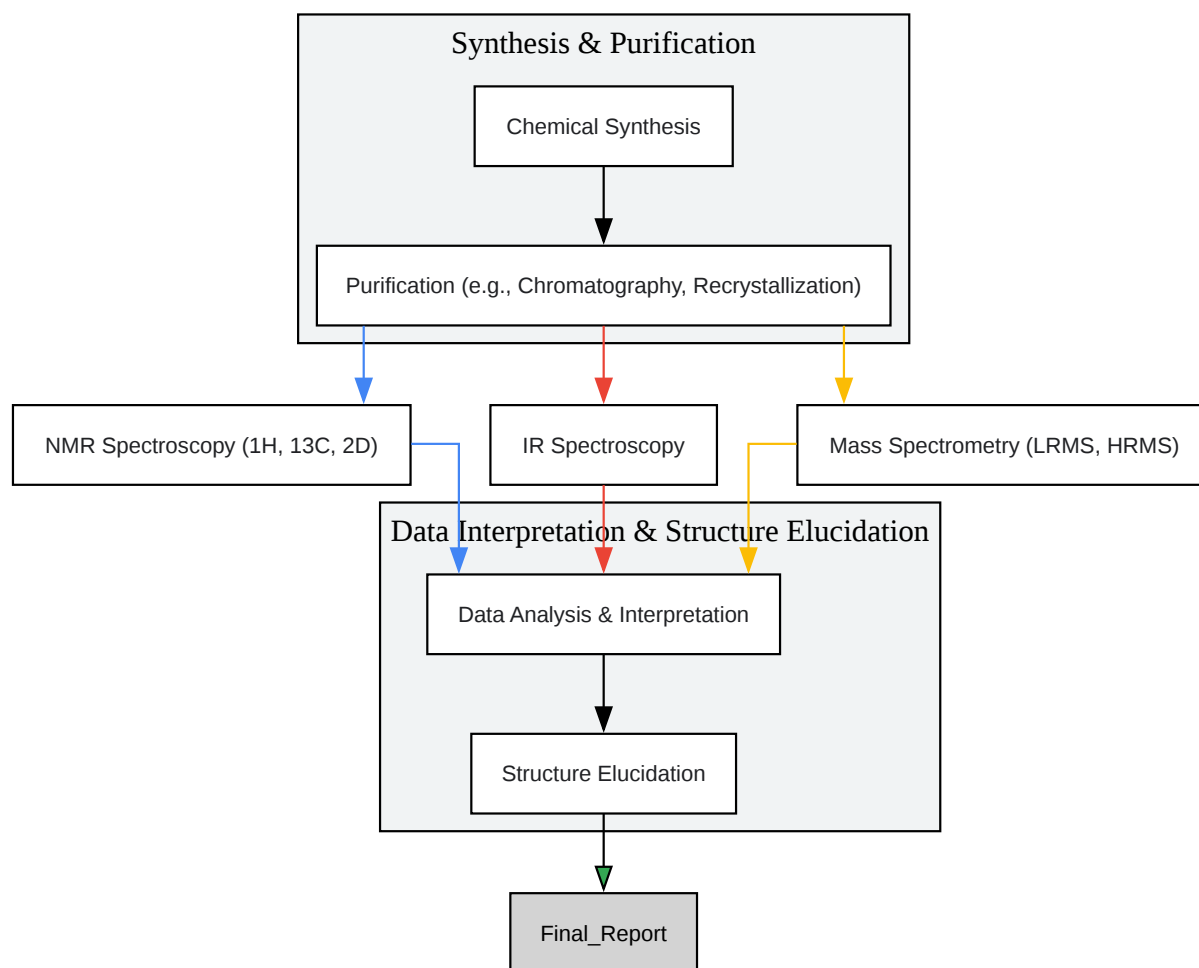 Synthesis & Purification
Chemical Synthesis
Purification (e.g., Chromatography, Recrystallization)
NMR Spectroscopy (1H, 13C, 2D)
IR Spectroscopy
Mass Spectrometry (LRMS, HRMS)
Data Interpretation & Structure Elucidation
Data Analysis & Interpretation
Structure Elucidation
Final_Report